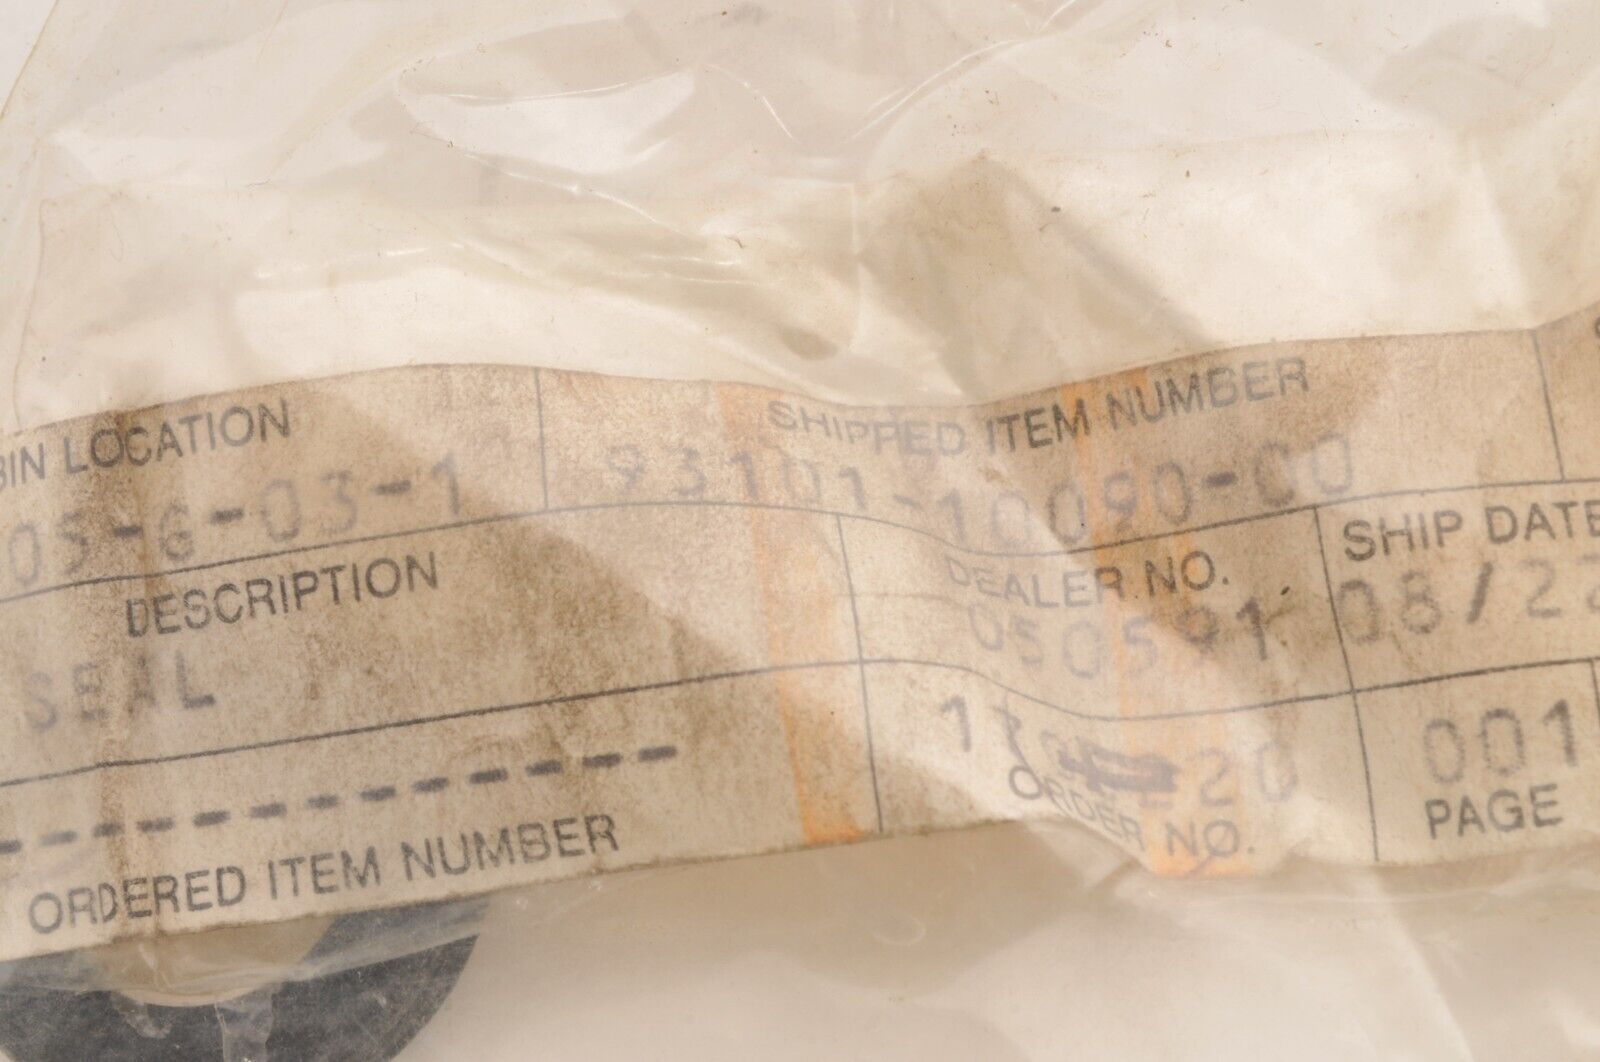 BIN LOCATION
SHIPPED ITEM NUMBER
05-6-03-1
93101-10090-00
DESCRIPTION
DEALER NO.
SHIP DATE
SEAL
050591
08/22
001
ORDERED ITEM NUMBER
ORDER NO.
PAGE